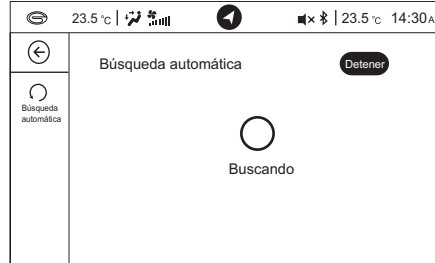 23.5 °C
23.5 °C 14:30 A
Búsqueda automática
Detener
Búsqueda
automática
Buscando